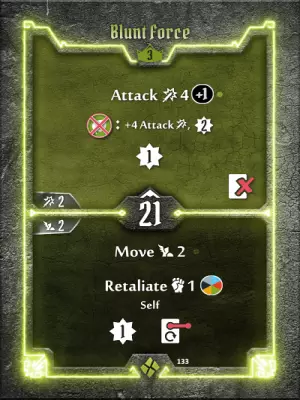 Blunt Force
3
Attack 4 +1
: +4 Attack , 2
1
2
21
2
Move 2
Retaliate 1
Self
1
133